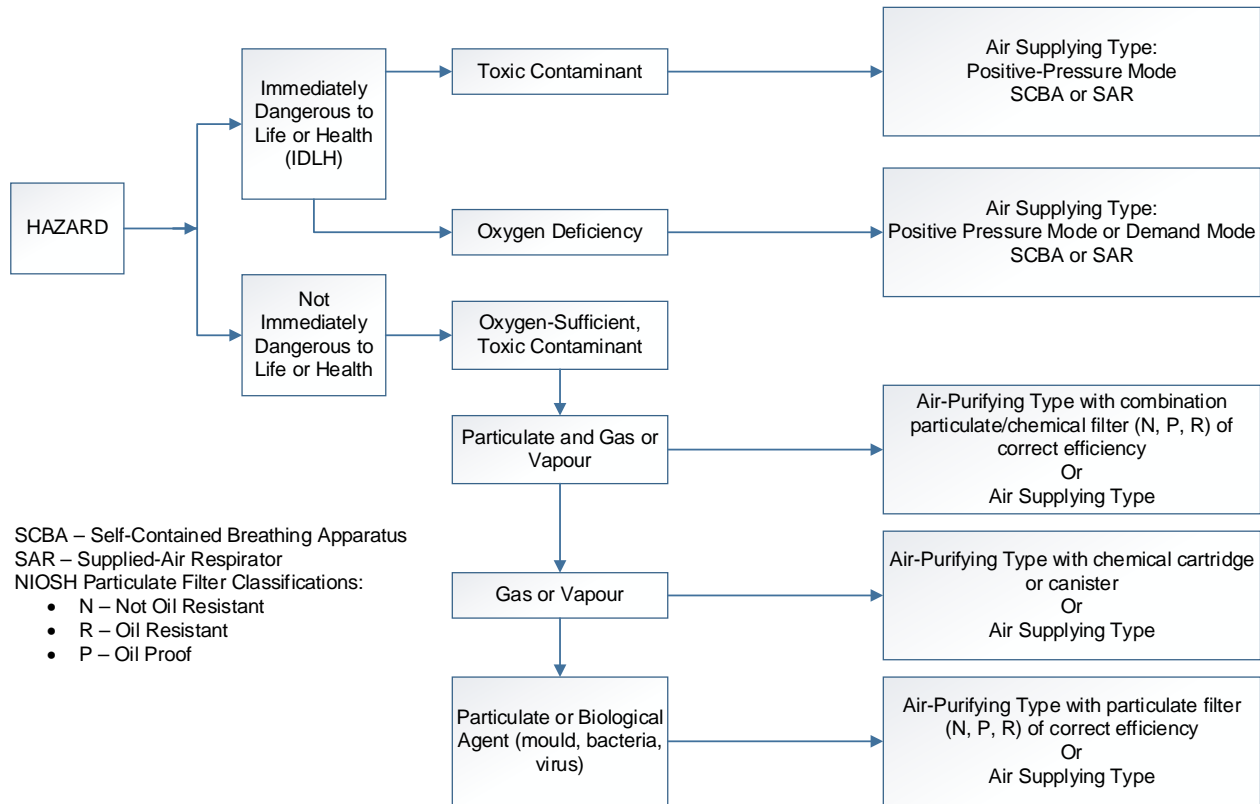 HAZARD
Immediately
Dangerous to
Life or Health
(IDLH)
Toxic Contaminant
Air Supplying Type:
Positive-Pressure Mode
SCBA or SAR
Oxygen Deficiency
Air Supplying Type:
Positive Pressure Mode or Demand Mode
SCBA or SAR
Not
Immediately
Dangerous to
Life or Health
Oxygen-Sufficient,
Toxic Contaminant
Particulate and Gas or
Vapour
Air-Purifying Type with combination
particulate/chemical filter (N, P, R) of
correct efficiency
Or
Air Supplying Type
Gas or Vapour
Air-Purifying Type with chemical cartridge
or canister
Or
Air Supplying Type
Particulate or Biological
Agent (mould, bacteria,
virus)
Air-Purifying Type with particulate filter
(N, P, R) of correct efficiency
Or
Air Supplying Type
SCBA – Self-Contained Breathing Apparatus
SAR – Supplied-Air Respirator
NIOSH Particulate Filter Classifications:
• N – Not Oil Resistant
• R – Oil Resistant
• P – Oil Proof